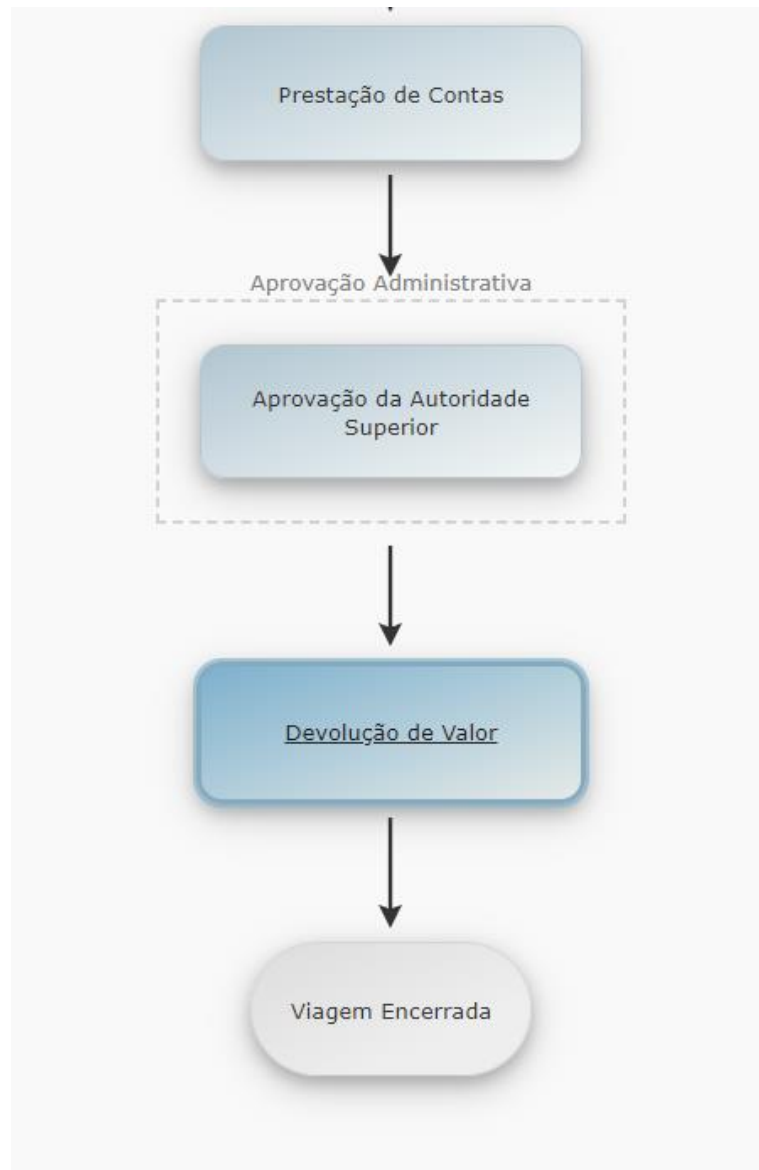 Prestação de Contas
Aprovação Administrativa
Aprovação da Autoridade
Superior
Devolução de Valor
Viagem Encerrada